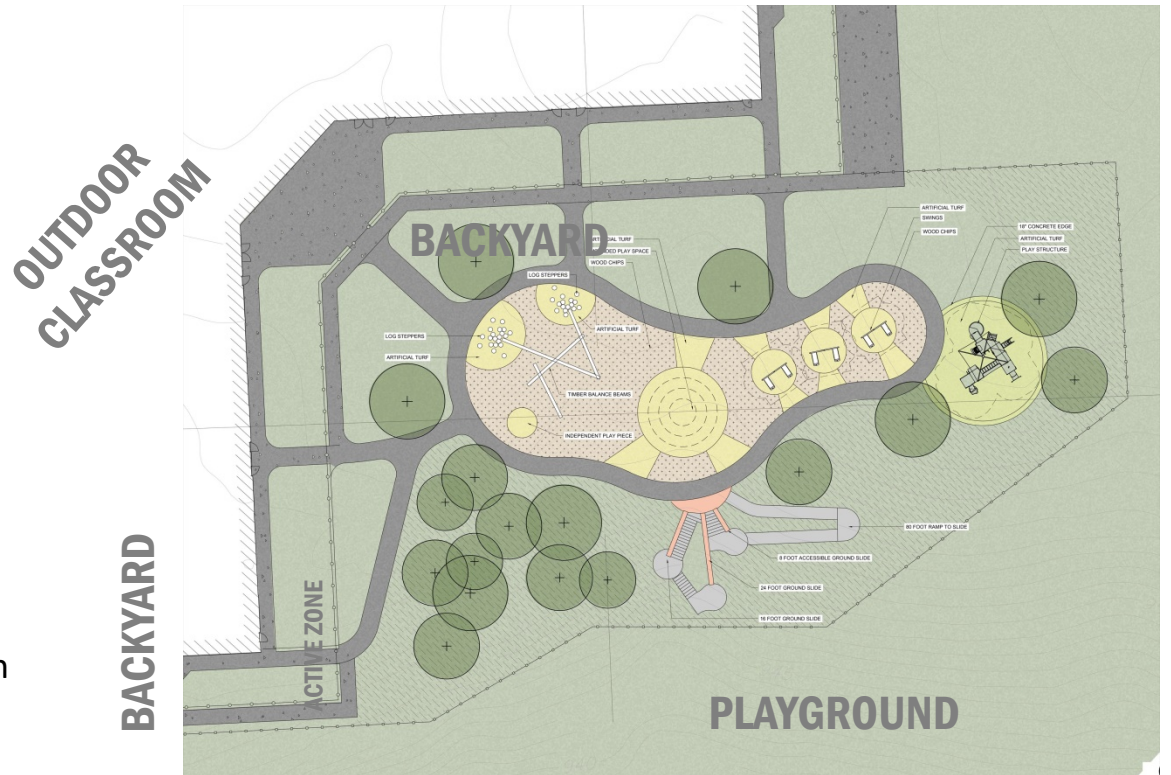 OUTDOOR
CLASSROOM
BACKYARD
ARTIFICIAL TURF
SWINGS
WOOD CHIPS
18" CONCRETE EDGE
ARTIFICIAL TURF
PLAY STRUCTURE
PLAY SPACE
WOOD CHIPS
LOG STEPPERS
ARTIFICIAL TURF
LOG STEPPERS
ARTIFICIAL TURF
TIMBER BALANCE BEAMS
INDEPENDENT PLAY PIECE
80 FOOT RAMP TO SLIDE
8 FOOT ACCESSIBLE GROUND SLIDE
24 FOOT GROUND SLIDE
16 FOOT GROUND SLIDE
BACKYARD
ACTIVE ZONE
PLAYGROUND